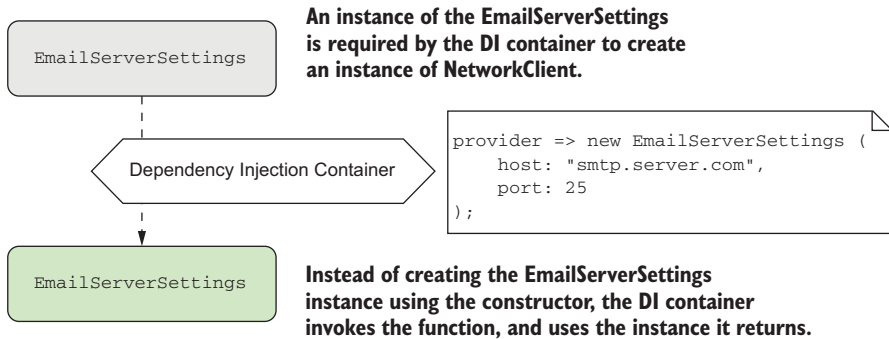 An instance of the EmailServerSettings
is required by the DI container to create
an instance of NetworkClient.
EmailServerSettings
Dependency Injection Container
provider => new EmailServerSettings (
    host: "smtp.server.com",
    port: 25
);
EmailServerSettings
Instead of creating the EmailServerSettings
instance using the constructor, the DI container
invokes the function, and uses the instance it returns.